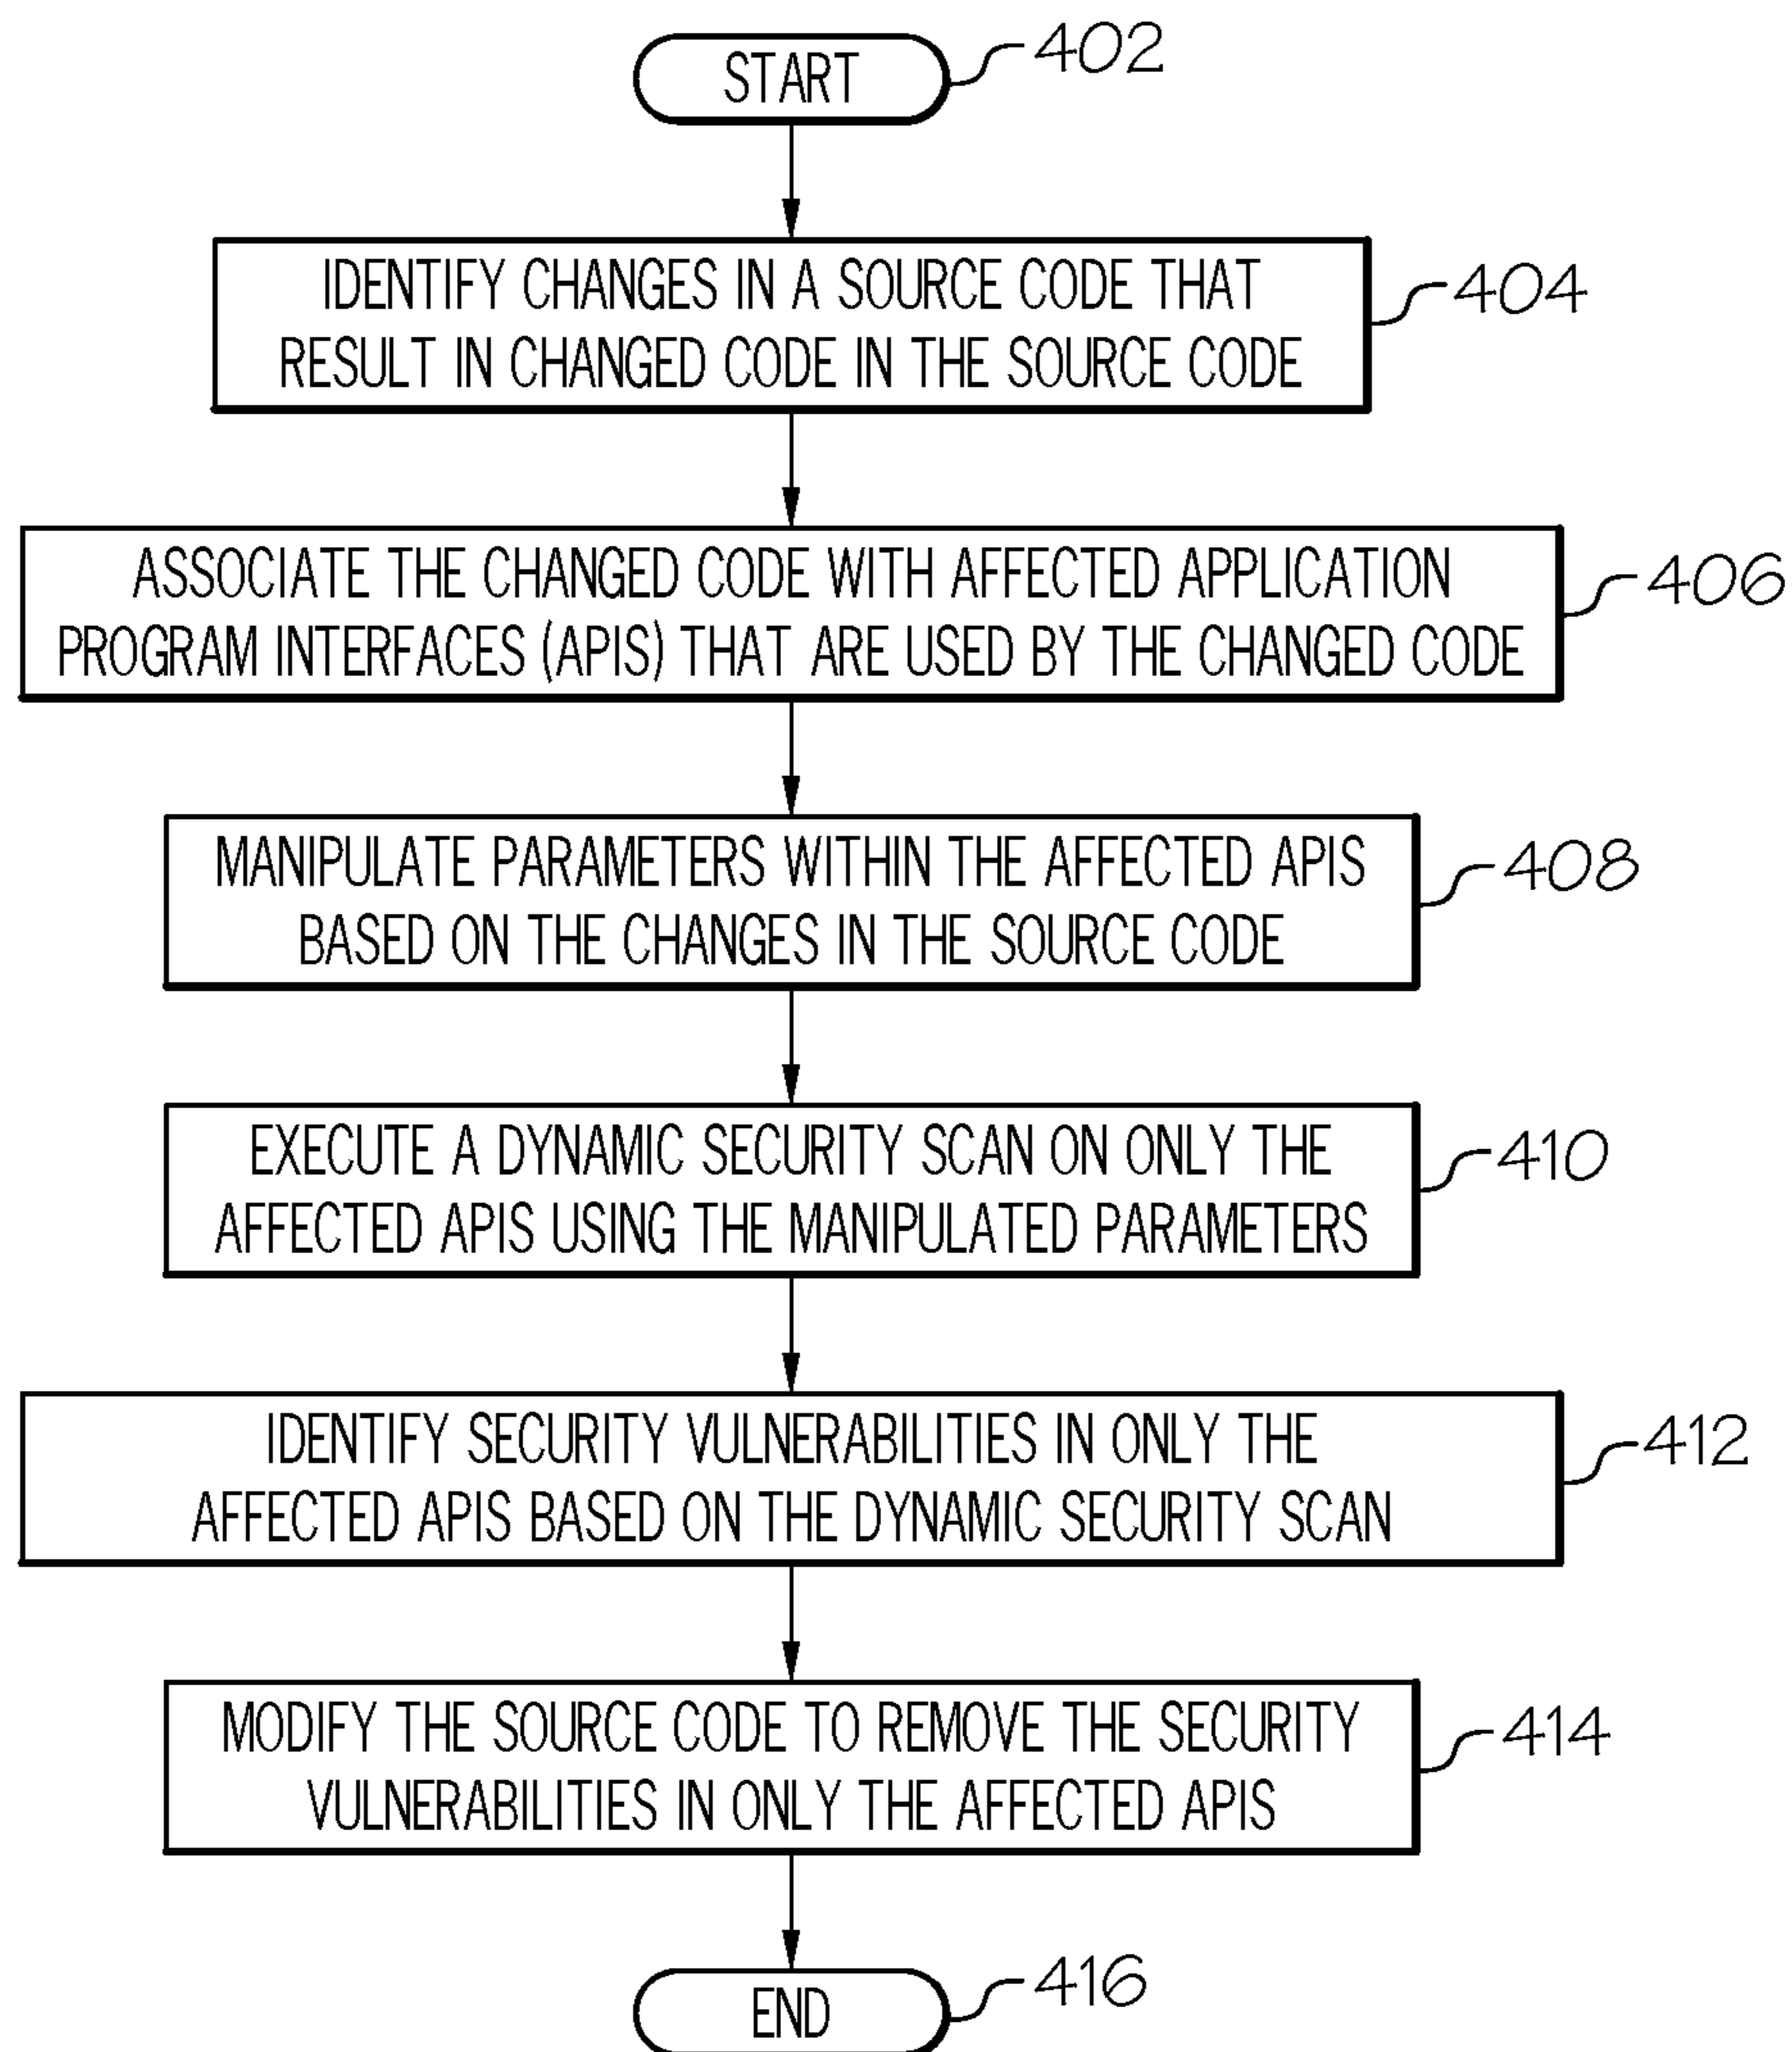 START
402
IDENTIFY CHANGES IN A SOURCE CODE THAT
RESULT IN CHANGED CODE IN THE SOURCE CODE
404
ASSOCIATE THE CHANGED CODE WITH AFFECTED APPLICATION
PROGRAM INTERFACES (APIS) THAT ARE USED BY THE CHANGED CODE
406
MANIPULATE PARAMETERS WITHIN THE AFFECTED APIS
BASED ON THE CHANGES IN THE SOURCE CODE
408
EXECUTE A DYNAMIC SECURITY SCAN ON ONLY THE
AFFECTED APIS USING THE MANIPULATED PARAMETERS
410
IDENTIFY SECURITY VULNERABILITIES IN ONLY THE
AFFECTED APIS BASED ON THE DYNAMIC SECURITY SCAN
412
MODIFY THE SOURCE CODE TO REMOVE THE SECURITY
VULNERABILITIES IN ONLY THE AFFECTED APIS
414
END
416